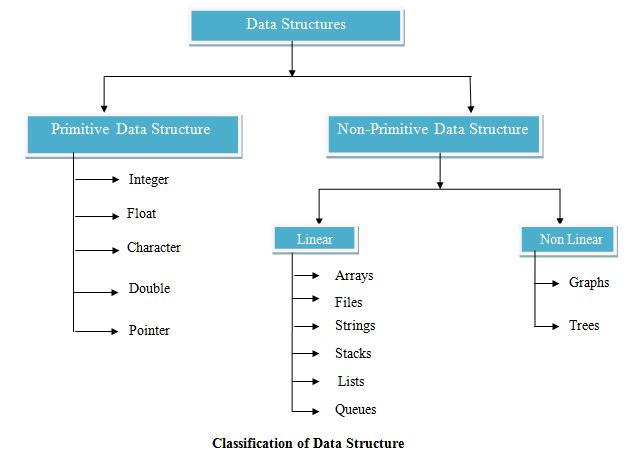 Data Structures
Primitive Data Structure
Non-Primitive Data Structure
Integer
Float
Character
Double
Pointer
Linear
Non Linear
Arrays
Files
Strings
Stacks
Lists
Queues
Graphs
Trees
Classification of Data Structure